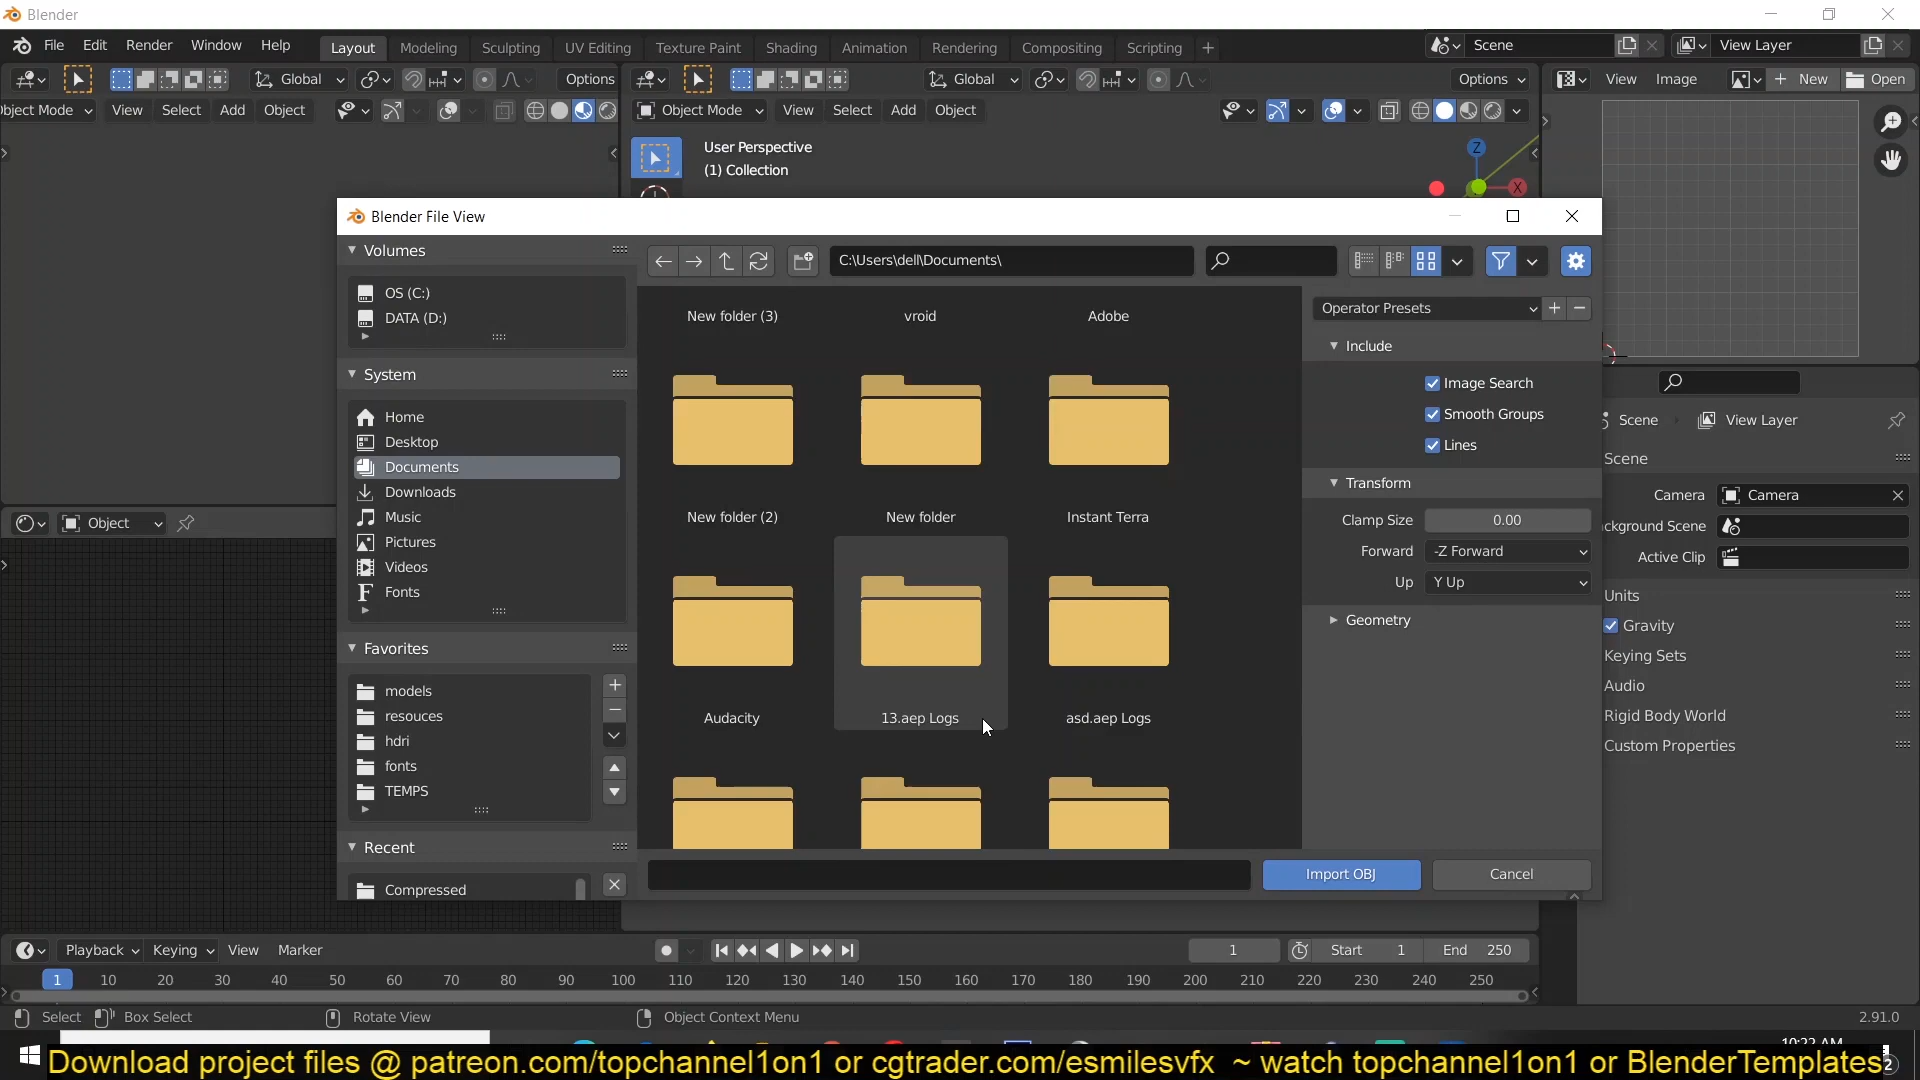 Blender
File Edit Render Window Help Layout Modeling Sculpting UV Editing Texture Paint Shading Animation Rendering Compositing Scripting + Scene View Layer
Global Options Global Options View Image New Open
bject Mode View Select Add Object Object Mode View Select Add Object
User Perspective
(1) Collection
Z
X
Blender File View
Volumes
OS (C:)
DATA (D:)
System
Home
Desktop
Documents
Downloads
Music
Pictures
Videos
Fonts
Favorites
models
resouces
hdri
fonts
TEMPS
Recent
Compressed
C:\Users\dell\Documents\
New folder (3) vroid Adobe
New folder (2) New folder Instant Terra
Audacity 13.aep Logs asd.aep Logs
Operator Presets
Include
Image Search
Smooth Groups
Lines
Transform
Clamp Size 0.00
Forward -Z Forward
Up Y Up
Geometry
Import OBJ Cancel
Object
Scene View Layer
Scene
Camera Camera
ckground Scene
Active Clip
Units
Gravity
Keying Sets
Audio
Rigid Body World
Custom Properties
Playback Keying View Marker 1 Start 1 End 250
1 10 20 30 40 50 60 70 80 90 100 110 120 130 140 150 160 170 180 190 200 210 220 230 240 250
Select Box Select Rotate View Object Context Menu 2.91.0
10:22 AM
Download project files @ patreon.com/topchannel1on1 or cgtrader.com/esmilesvfx ~ watch topchannel1on1 or BlenderTemplates
2